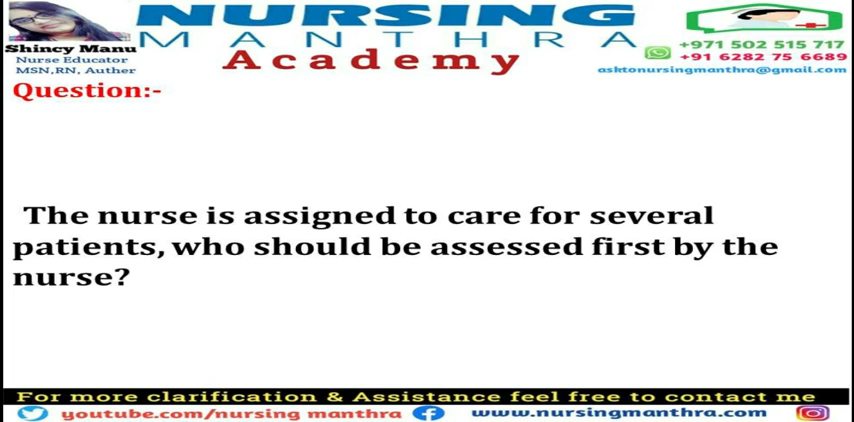 NURSING
MANTHRA
Academy
Shincy Manu
Nurse Educator
MSN,RN, Auther
+971 502 515 717
+91 6282 75 6689
asktonursingmanthra@gmail.com
Question:-
The nurse is assigned to care for several
patients, who should be assessed first by the
nurse?
For more clarification & Assistance feel free to contact me
youtube.com/nursing manthra
www.nursingmanthra.com